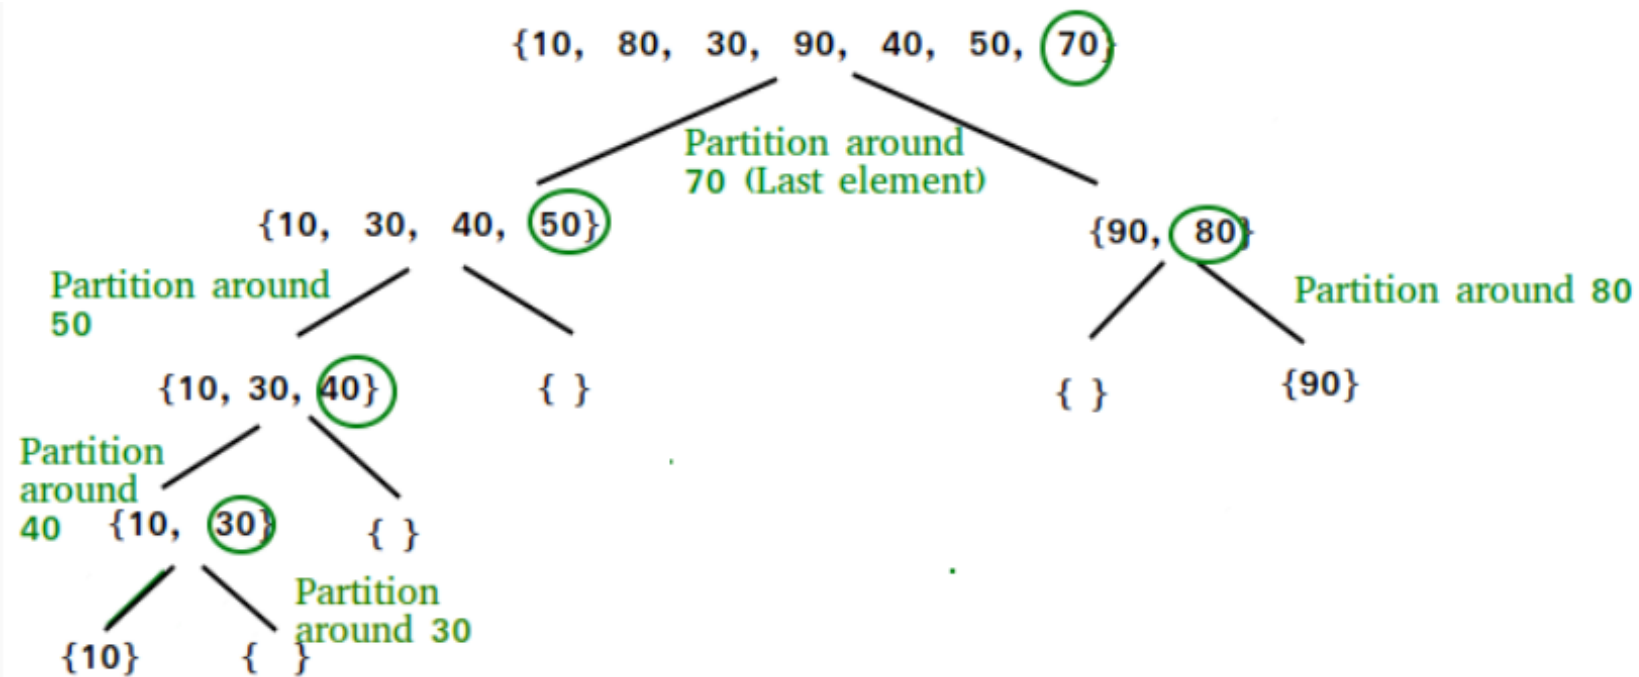 {10, 80, 30, 90, 40, 50, 70}
Partition around
70 (Last element)
{10, 30, 40, 50}
{90, 80}
Partition around
50
Partition around 80
{10, 30, 40}
{ }
{ }
{90}
Partition
around
40
{10, 30}
{ }
Partition
around 30
{10}
{ }